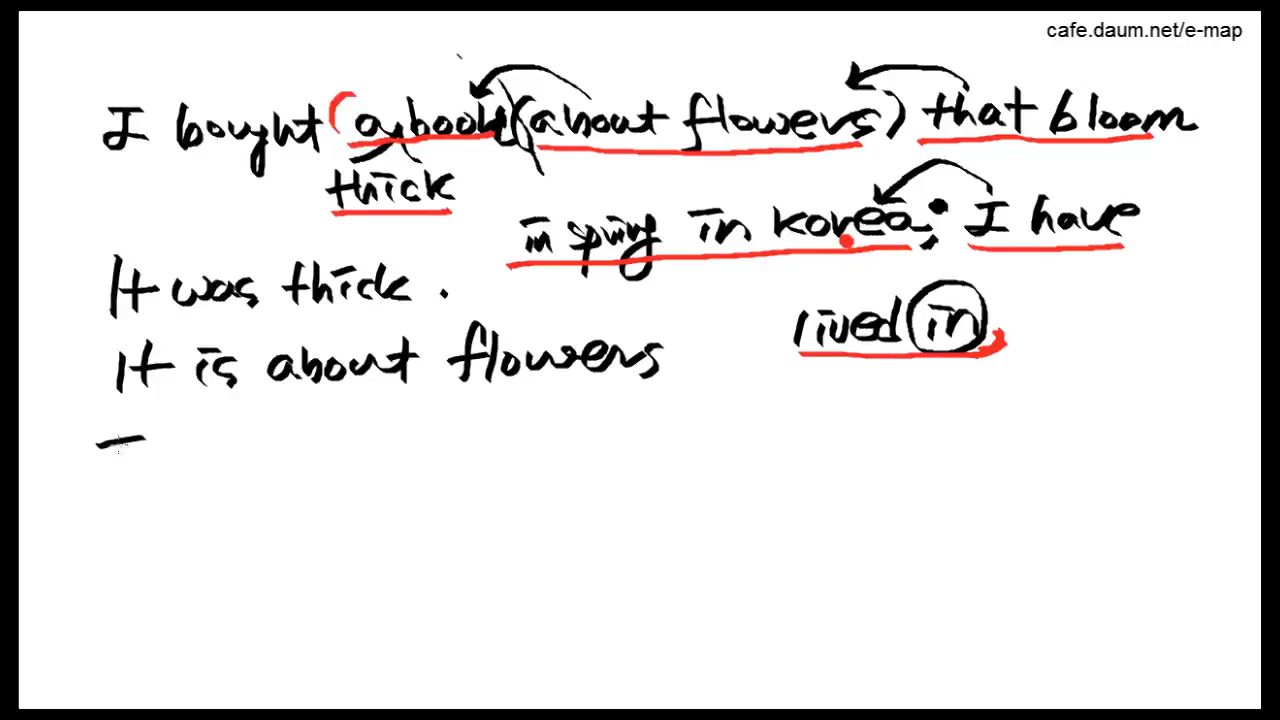 cafe.daum.net/e-map
I bought (a book (about flowers) that bloom
thick
in spring in Korea, I have
It was thick.
lived in.
It is about flowers